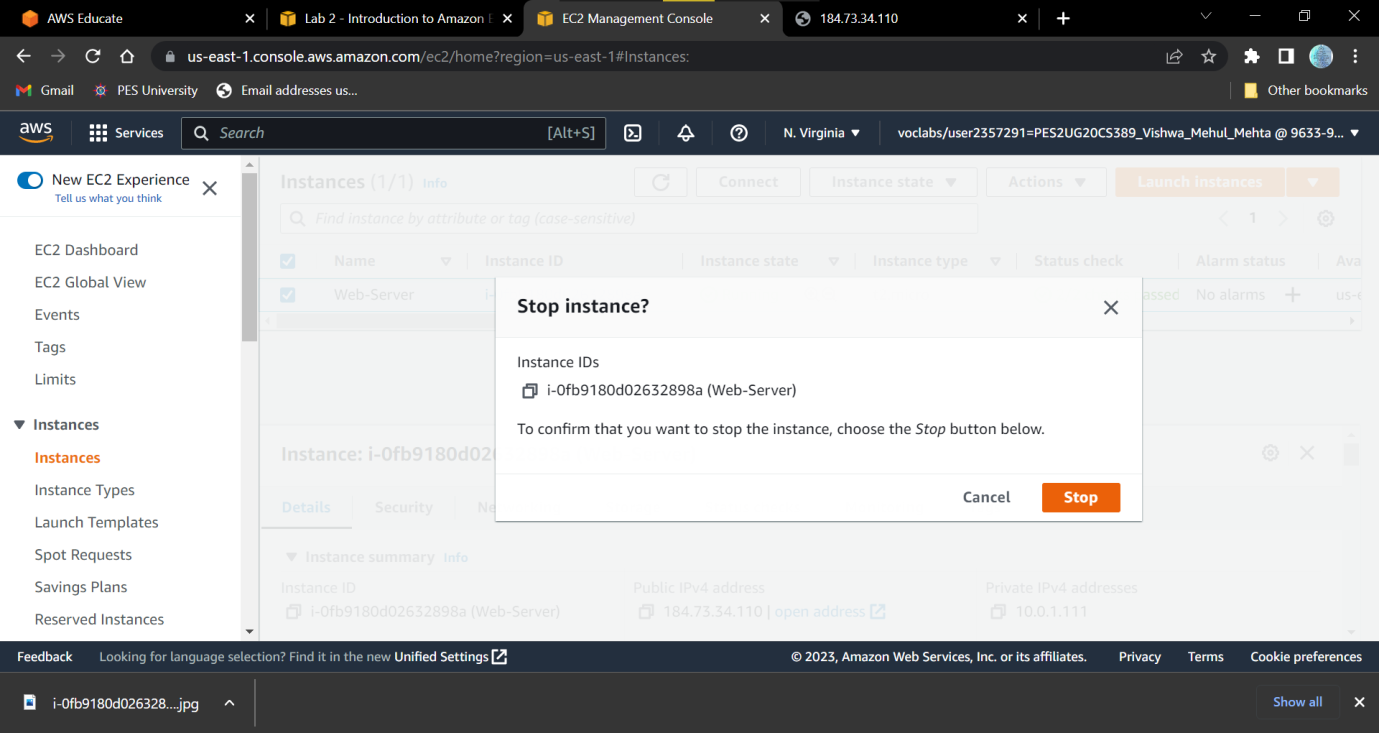 AWS Educate
Lab 2 - Introduction to Amazon E
EC2 Management Console
184.73.34.110
us-east-1.console.aws.amazon.com/ec2/home?region=us-east-1#Instances:
Gmail
PES University
Email addresses us...
Other bookmarks
aws
Services
Search
[Alt+S]
N. Virginia
voclabs/user2357291=PES2UG20CS389_Vishwa_Mehul_Mehta @ 9633-9...
New EC2 Experience
Tell us what you think
EC2 Dashboard
EC2 Global View
Events
Tags
Limits
Instances
Instances
Instance Types
Launch Templates
Spot Requests
Savings Plans
Reserved Instances
Instances (1/1) Info
Connect
Instance state
Actions
Launch instances
Find instance by attribute or tag (case-sensitive)
1
Name
Instance ID
Instance state
Instance type
Status check
Alarm status
Ava
Web-Server
i-
assed
No alarms
us-e
Stop instance?
Instance IDs
i-0fb9180d02632898a (Web-Server)
To confirm that you want to stop the instance, choose the Stop button below.
Cancel
Stop
Instance: i-0fb9180d026
Details
Security
Ne
Instance summary Info
Instance ID
i-0fb9180d02632898a (Web-Server)
Public IPv4 address
184.73.34.110 | open address
Private IPv4 addresses
10.0.1.111
Feedback
Looking for language selection? Find it in the new Unified Settings
© 2023, Amazon Web Services, Inc. or its affiliates.
Privacy
Terms
Cookie preferences
i-0fb9180d026328....jpg
Show all